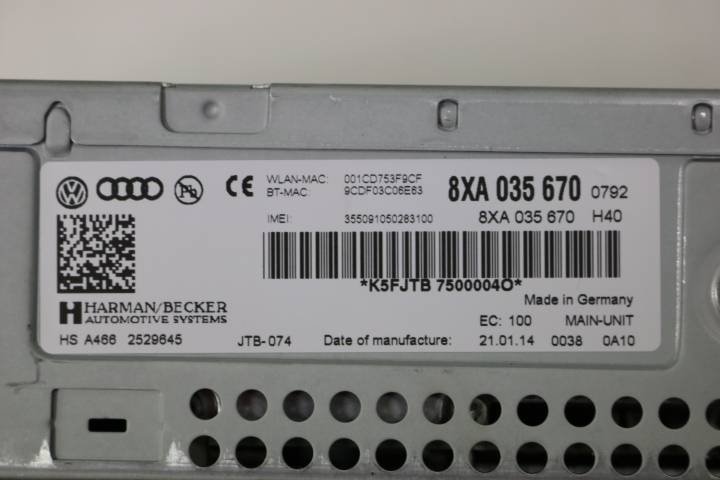 WLAN-MAC: 001CD753F9CF
BT-MAC: 9CDF03C06E63
8XA 035 670 0792
IMEI: 355091050283100
8XA 035 670 H40
*K5FJTB 7500004O*
Made in Germany
HARMAN/BECKER
AUTOMOTIVE SYSTEMS
EC: 100 MAIN-UNIT
HS A466 2529645 JTB-074 Date of manufacture: 21.01.14 0038 0A10